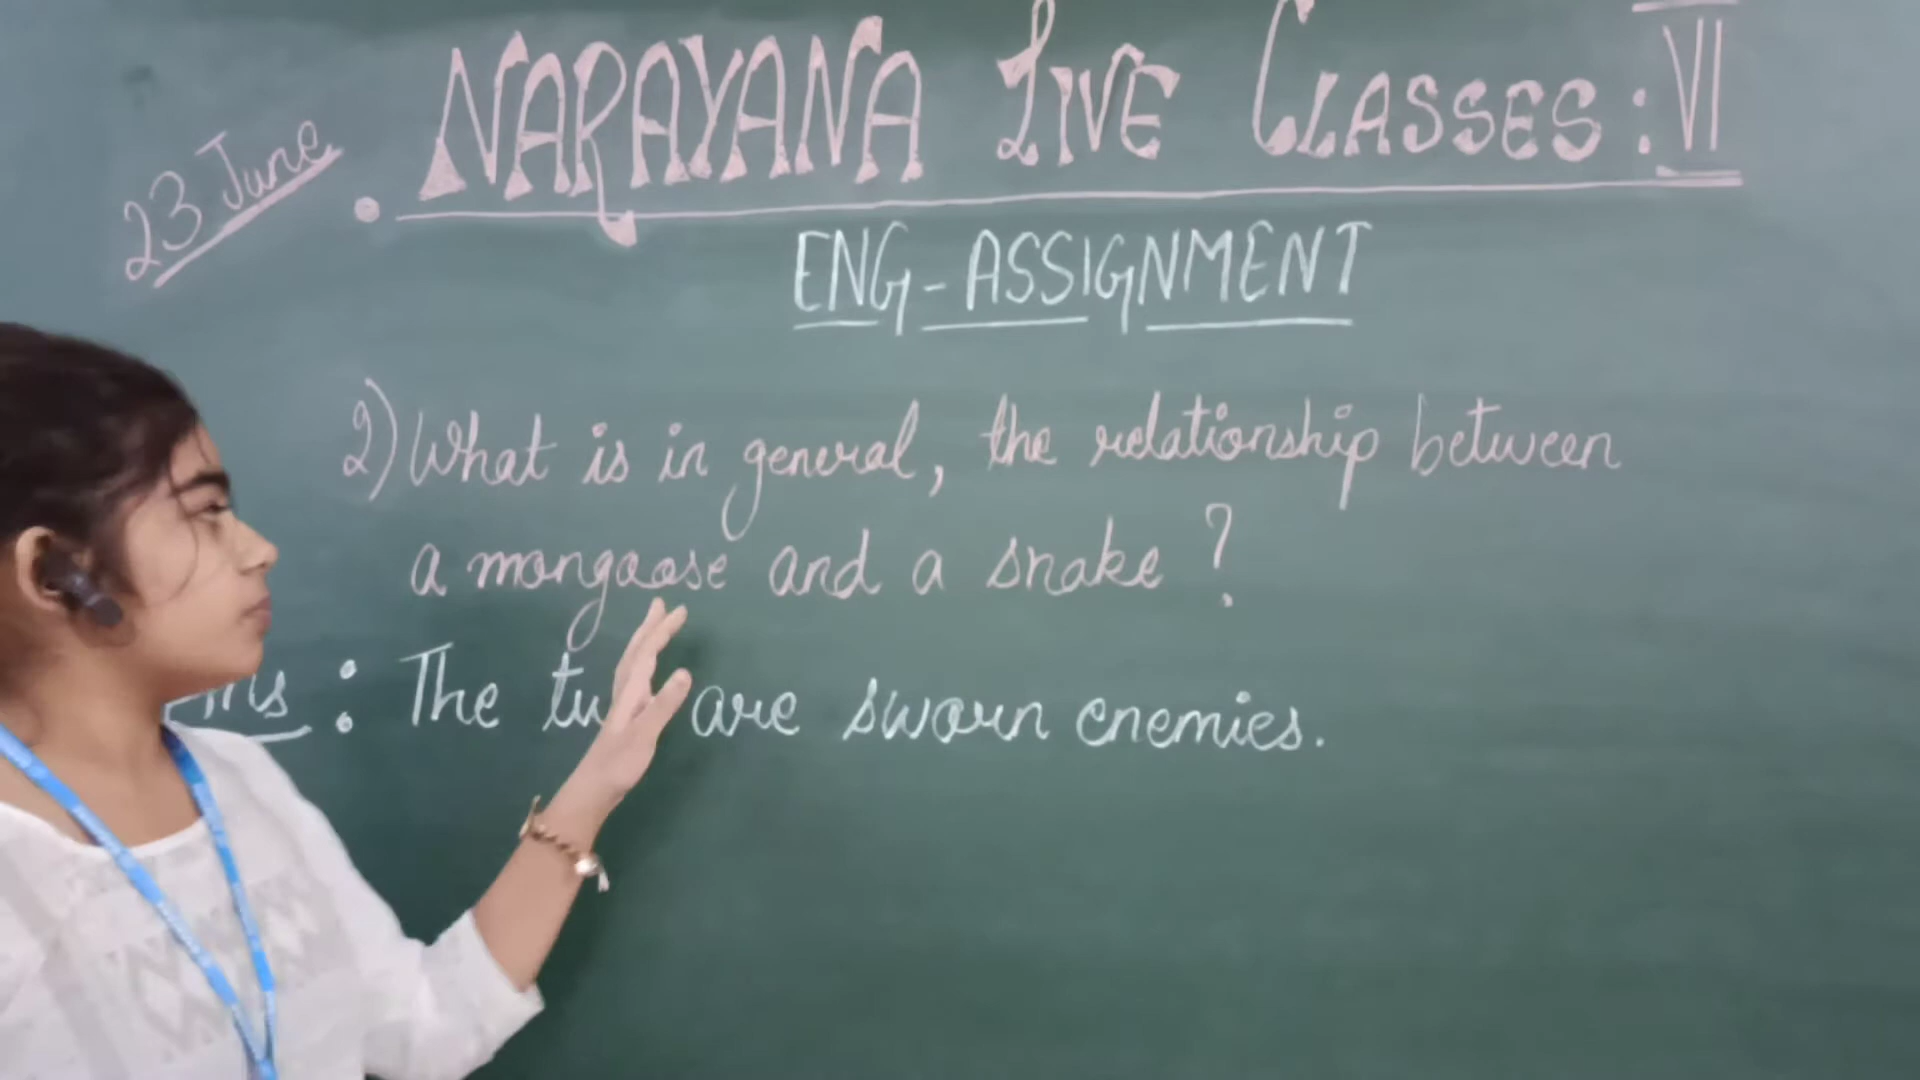 23 June
NARAYANA LIVE CLASSES : VI
ENG - ASSIGNMENT
2) What is in general, the relationship between
a mongoose and a snake ?
Ans : The two are sworn enemies.